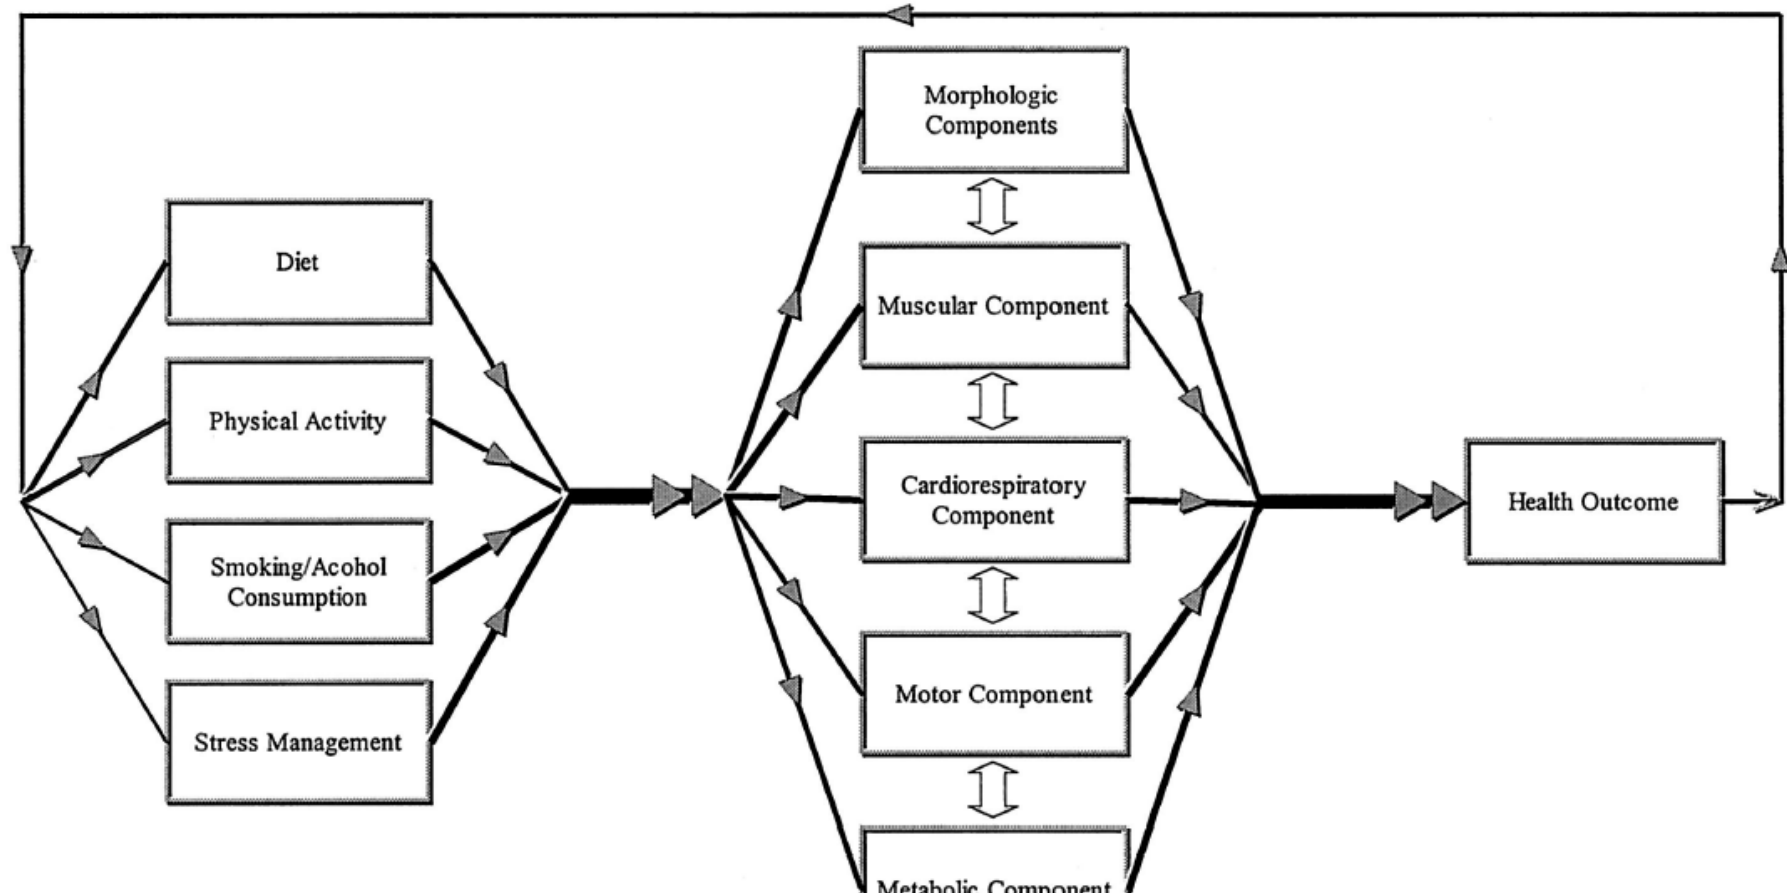 Morphologic
Components
Diet
Muscular Component
Physical Activity
Cardiorespiratory
Component
Health Outcome
Smoking/Acohol
Consumption
Motor Component
Stress Management
Metabolic Component